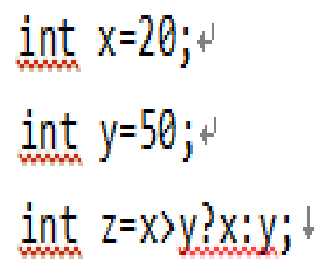 int x=20;↵
int y=50;↵
int z=x>y?x:y;↓